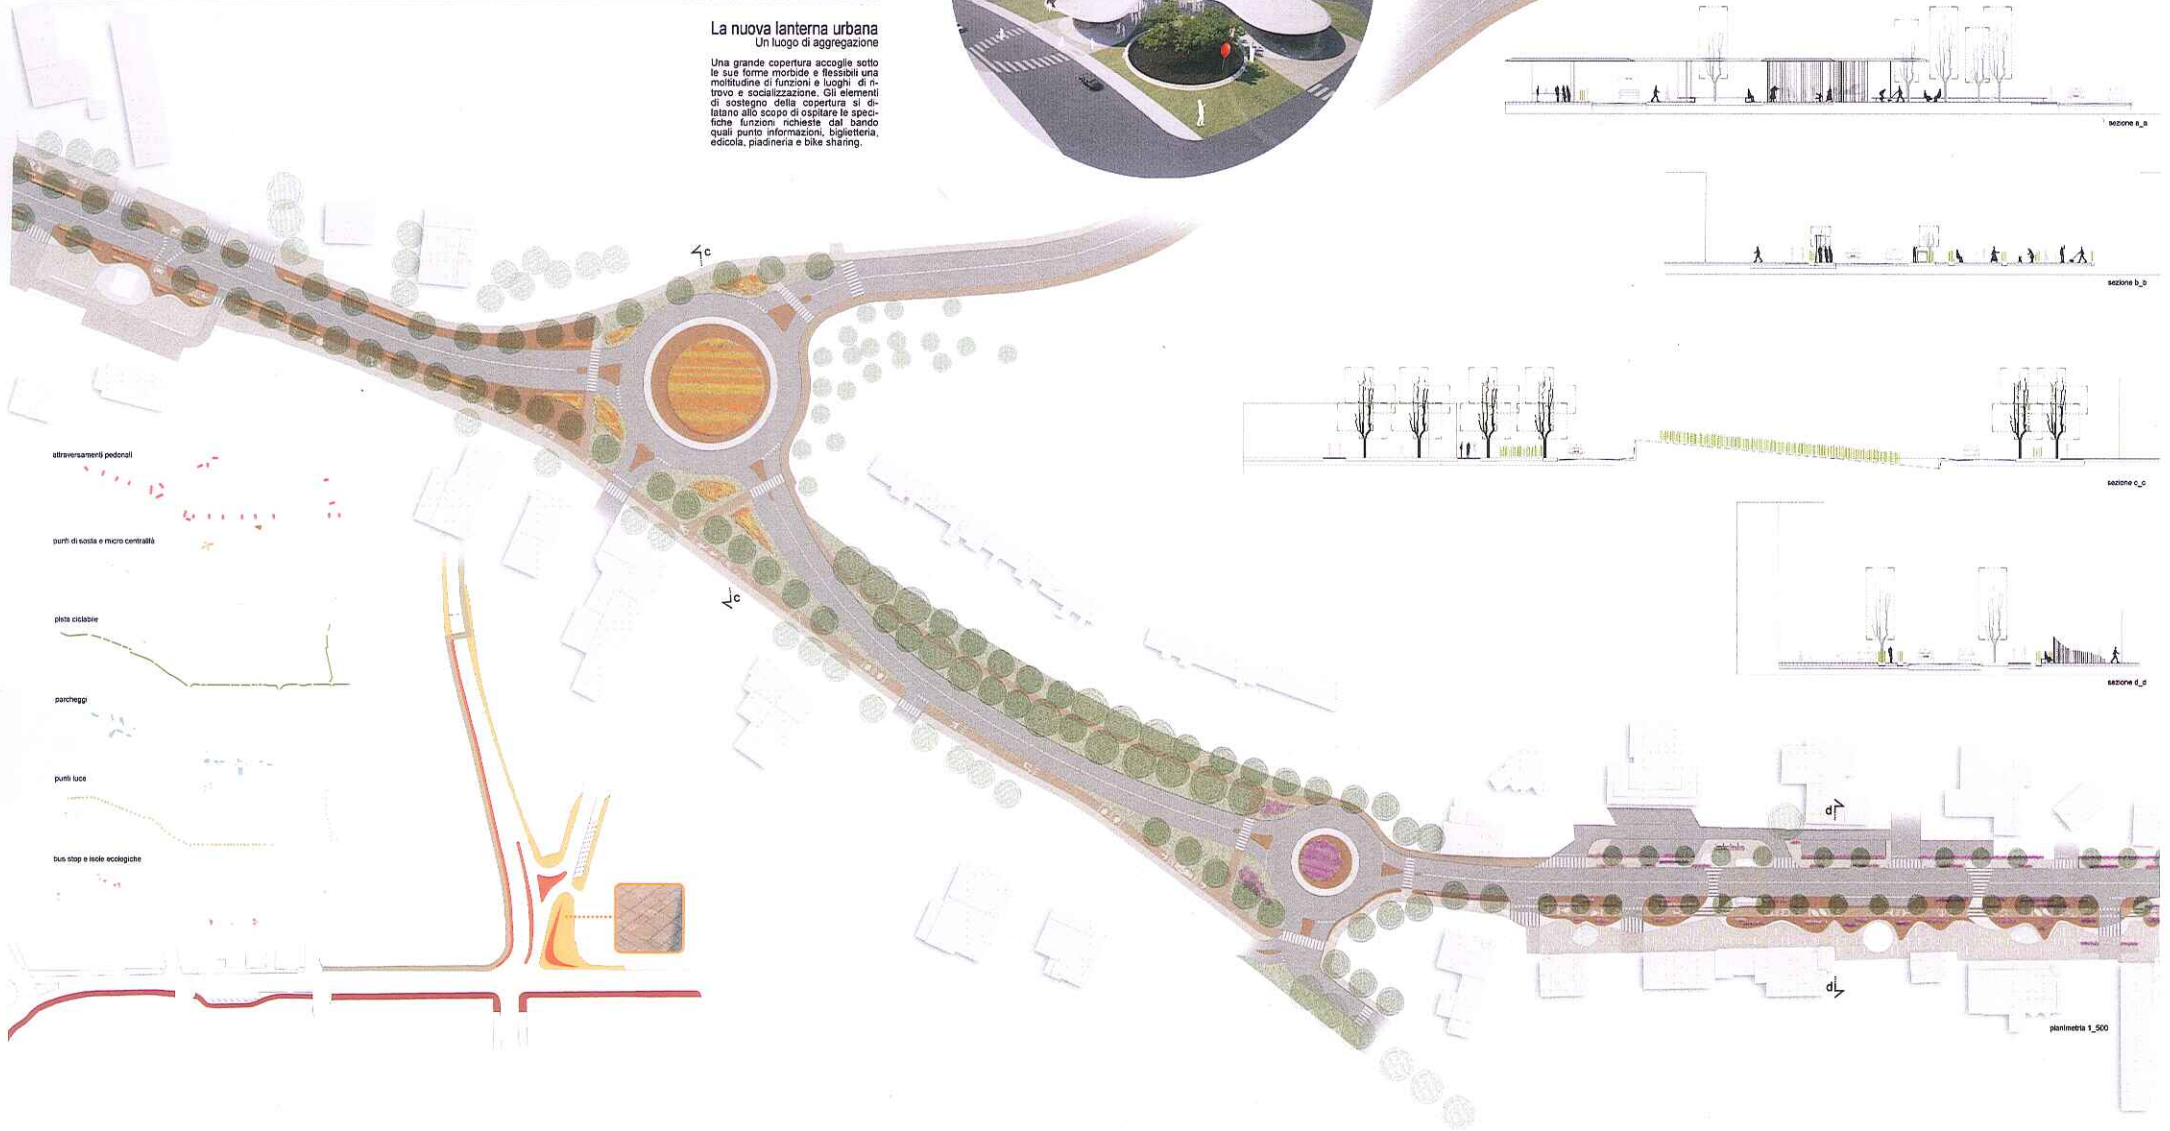 La nuova lanterna urbana
Un luogo di aggregazione
Una grande copertura accoglie sotto
le sue forme morbide e flessibili una
moltitudine di funzioni e luoghi di ri-
trovo e socializzazione. Gli elementi
di sostegno della copertura si di-
latano allo scopo di ospitare le speci-
fiche funzioni richieste dal bando
quali punto informazioni, biglietteria,
edicola, piadineria e bike sharing.
sezione a_a
sezione b_b
c
sezione c_c
attraversamenti pedonali
punti di sosta e micro centralità
c
pista ciclabile
sezione d_d
parcheggi
punti luce
d
bus stop e isole ecologiche
d
planimetria 1_500